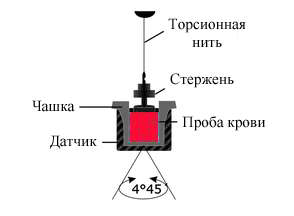 Торсионная
нить
Стержень
Чашка
Проба крови
Датчик
4°45